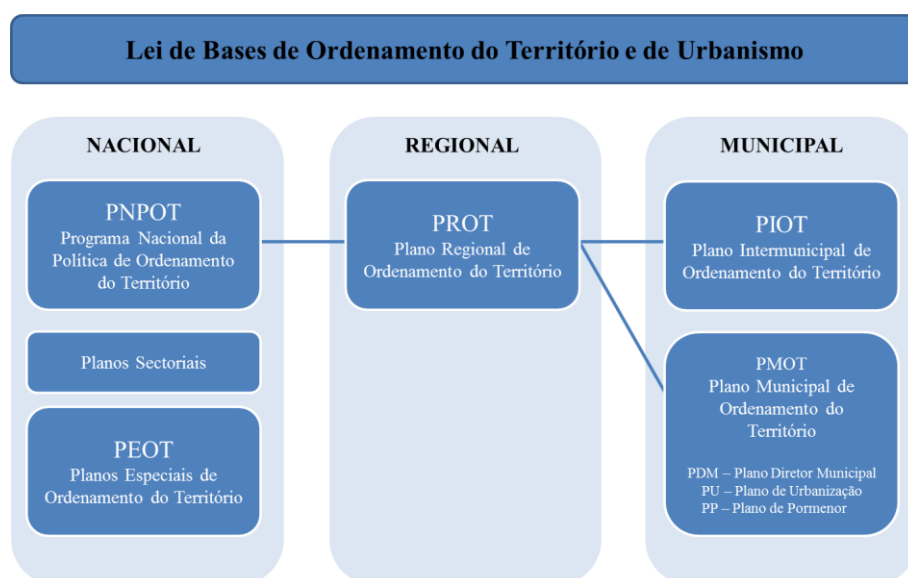 Lei de Bases de Ordenamento do Território e de Urbanismo
NACIONAL
PNPOT
Programa Nacional da
Política de Ordenamento
do Território
Planos Sectoriais
PEOT
Planos Especiais de
Ordenamento do Território
REGIONAL
PROT
Plano Regional de
Ordenamento do Território
MUNICIPAL
PIOT
Plano Intermunicipal de
Ordenamento do Território
PMOT
Plano Municipal de
Ordenamento do
Território
PDM – Plano Diretor Municipal
PU – Plano de Urbanização
PP – Plano de Pormenor